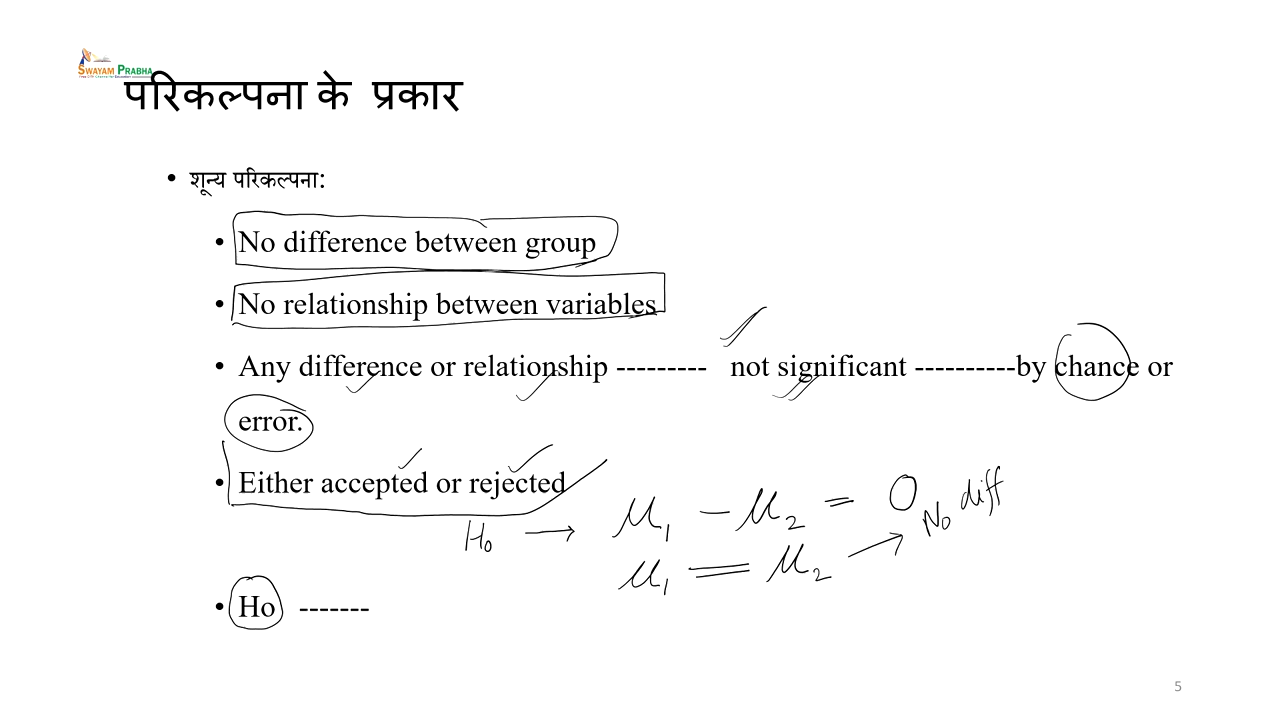 SWAYAM PRABHA
परिकल्पना के प्रकार
• शून्य परिकल्पना:
• No difference between group
• No relationship between variables
• Any difference or relationship --------- not significant ----------by chance or
error.
• Either accepted or rejected
H₀ → μ₁ - μ₂ = 0 No diff
μ₁ = μ₂
• Ho -------
5